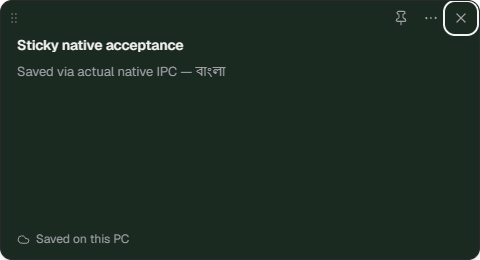 Sticky native acceptance
Saved via actual native IPC — বাংলা
Saved on this PC